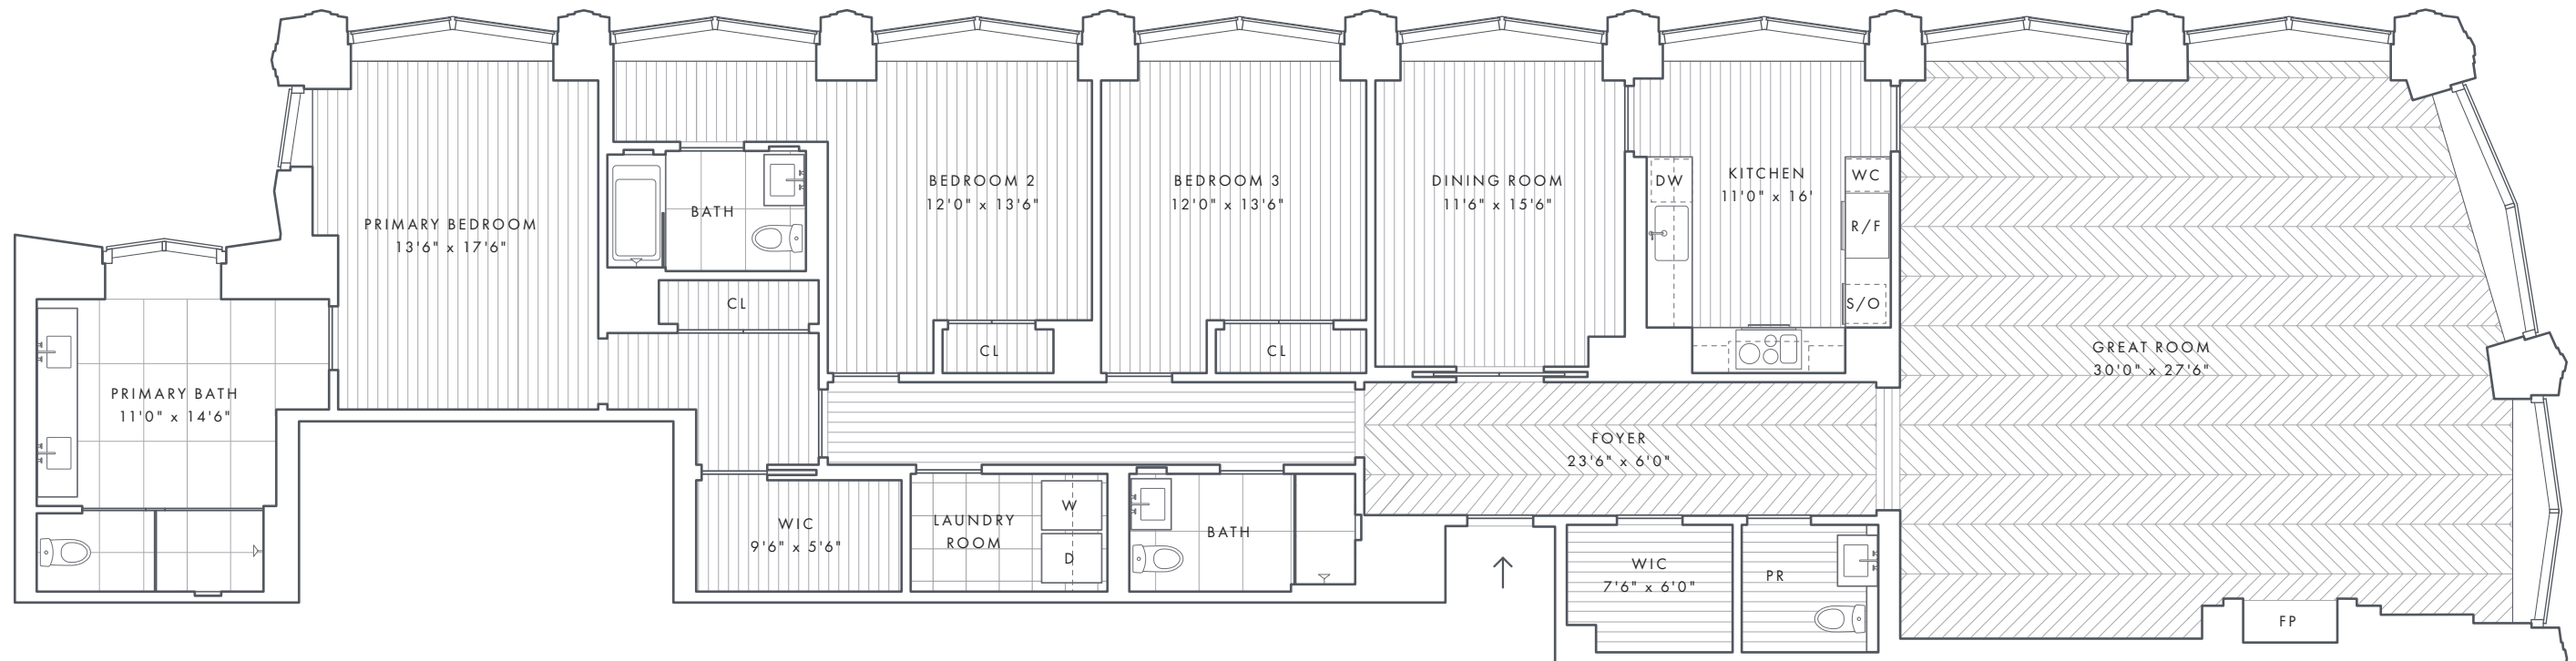 PRIMARY BEDROOM
13'6" x 17'6"
BATH
CL
BEDROOM 2
12'0" x 13'6"
CL
BEDROOM 3
12'0" x 13'6"
CL
DINING ROOM
11'6" x 15'6"
DW
KITCHEN
11'0" x 16'
WC
R/F
S/O
GREAT ROOM
30'0" x 27'6"
PRIMARY BATH
11'0" x 14'6"
FOYER
23'6" x 6'0"
WIC
9'6" x 5'6"
LAUNDRY
ROOM
W
D
BATH
WIC
7'6" x 6'0"
PR
FP